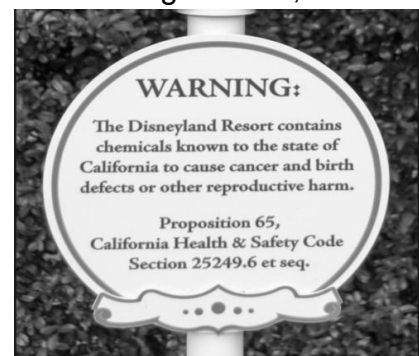 WARNING:
The Disneyland Resort contains
chemicals known to the state of
California to cause cancer and birth
defects or other reproductive harm.
Proposition 65,
California Health & Safety Code
Section 25249.6 et seq.